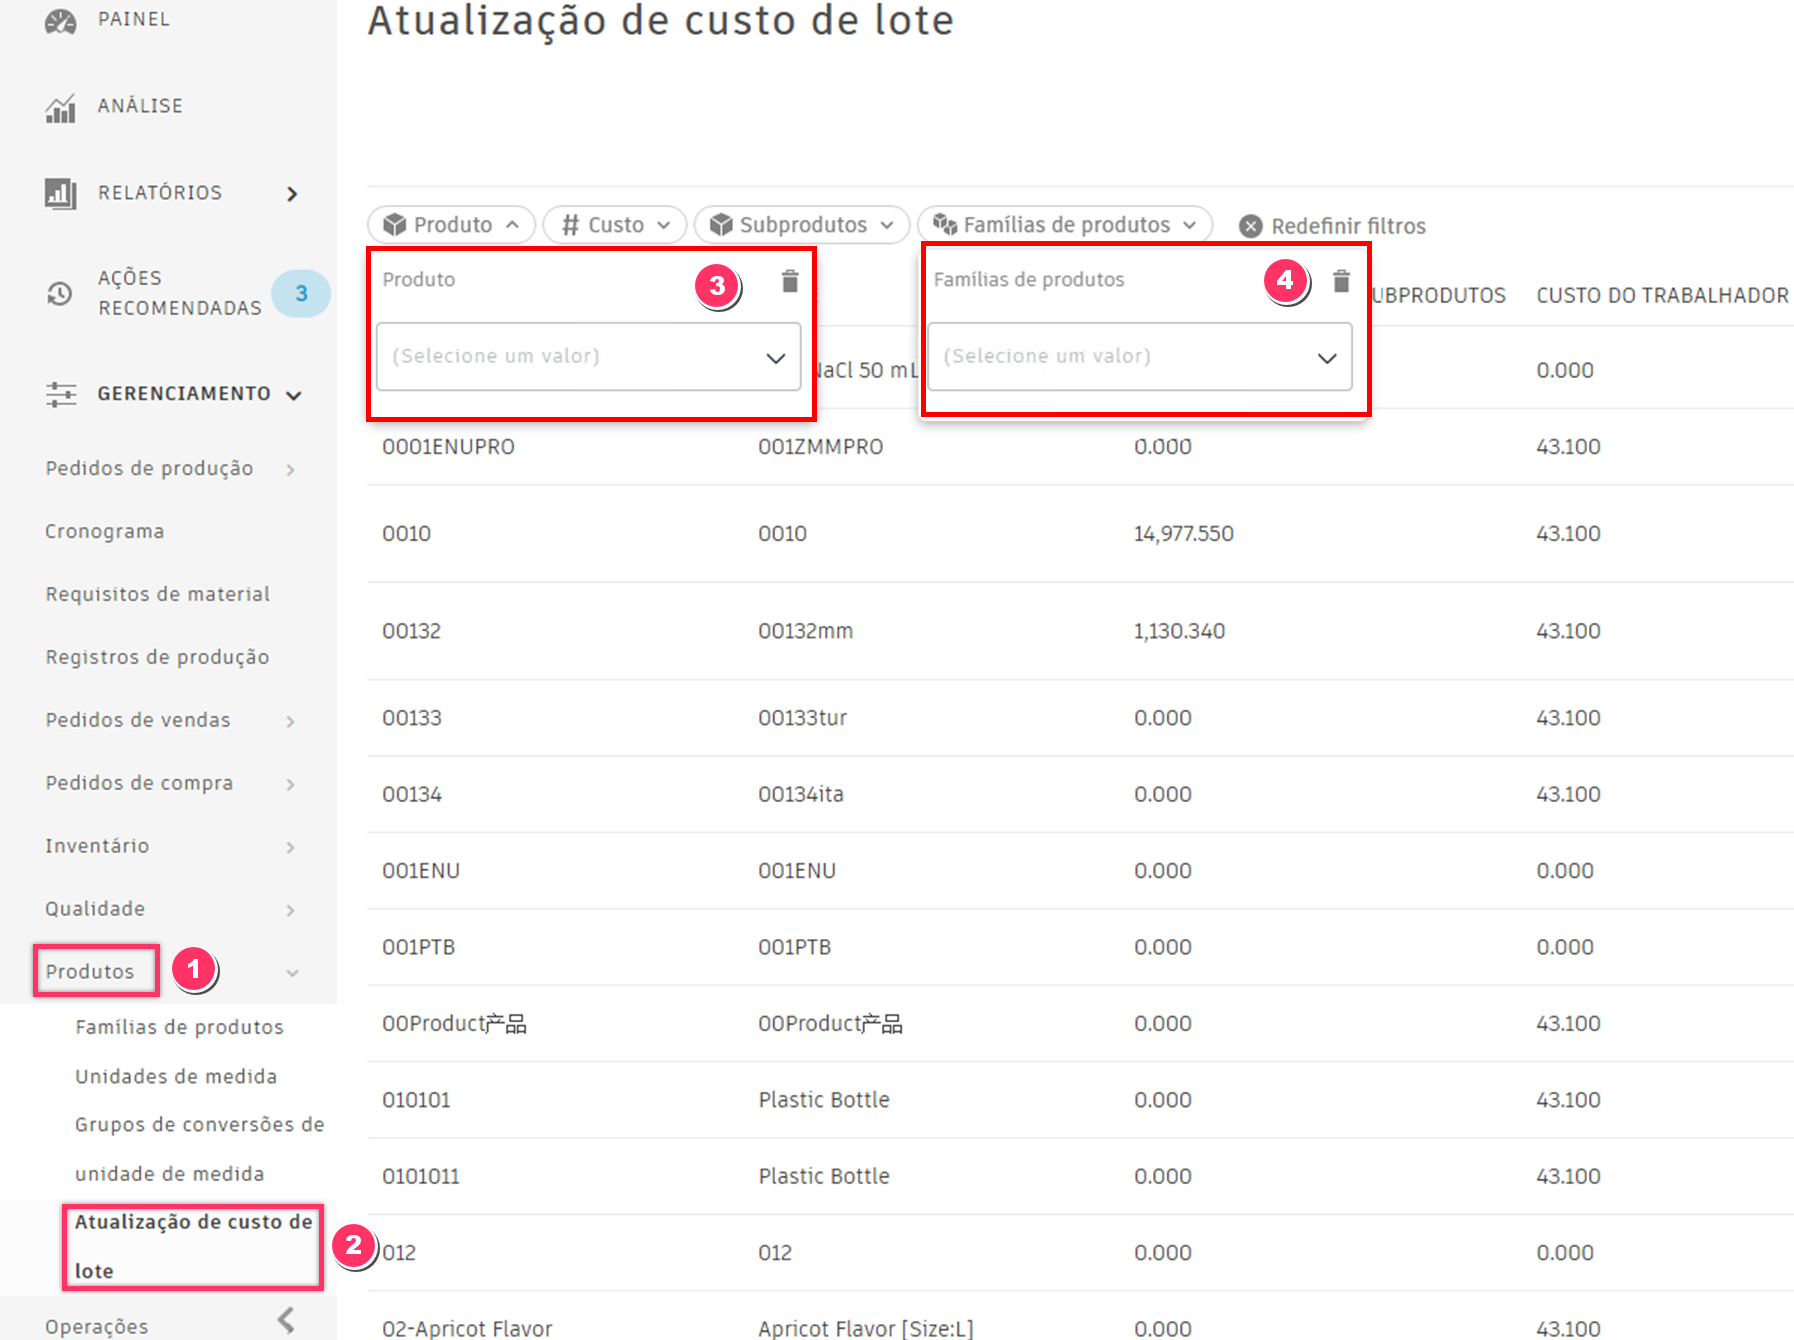 PAINEL
ANÁLISE
RELATÓRIOS
AÇÕES
RECOMENDADAS
3
GERENCIAMENTO
Pedidos de produção
Cronograma
Requisitos de material
Registros de produção
Pedidos de vendas
Pedidos de compra
Inventário
Qualidade
Produtos
1
Famílias de produtos
Unidades de medida
Grupos de conversões de
unidade de medida
Atualização de custo de
lote
2
Operações
Atualização de custo de lote
Produto # Custo Subprodutos Famílias de produtos Redefinir filtros
Produto 3 Famílias de produtos 4 UBPRODUTOS CUSTO DO TRABALHADOR
(Selecione um valor) NaCl 50 mL (Selecione um valor) 0.000
0001ENUPRO 001ZMMPRO 0.000 43.100
0010 0010 14,977.550 43.100
00132 00132mm 1,130.340 43.100
00133 00133tur 0.000 43.100
00134 00134ita 0.000 43.100
001ENU 001ENU 0.000 0.000
001PTB 001PTB 0.000 0.000
00Product产品 00Product产品 0.000 43.100
010101 Plastic Bottle 0.000 43.100
0101011 Plastic Bottle 0.000 43.100
012 012 0.000 0.000
02-Apricot Flavor Apricot Flavor [Size:L] 0.000 43.100